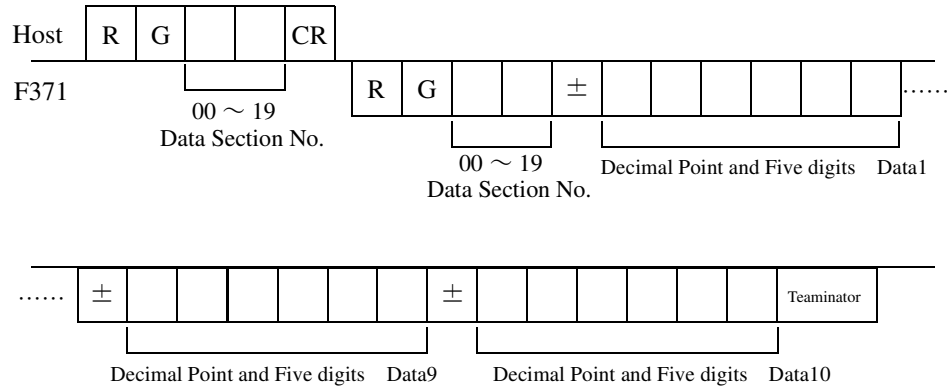 Host R G CR
F371 R G ± ……
00 ～ 19
Data Section No.
00 ～ 19
Data Section No.
Decimal Point and Five digits Data1
…… ± ± Teaminator
Decimal Point and Five digits Data9
Decimal Point and Five digits Data10